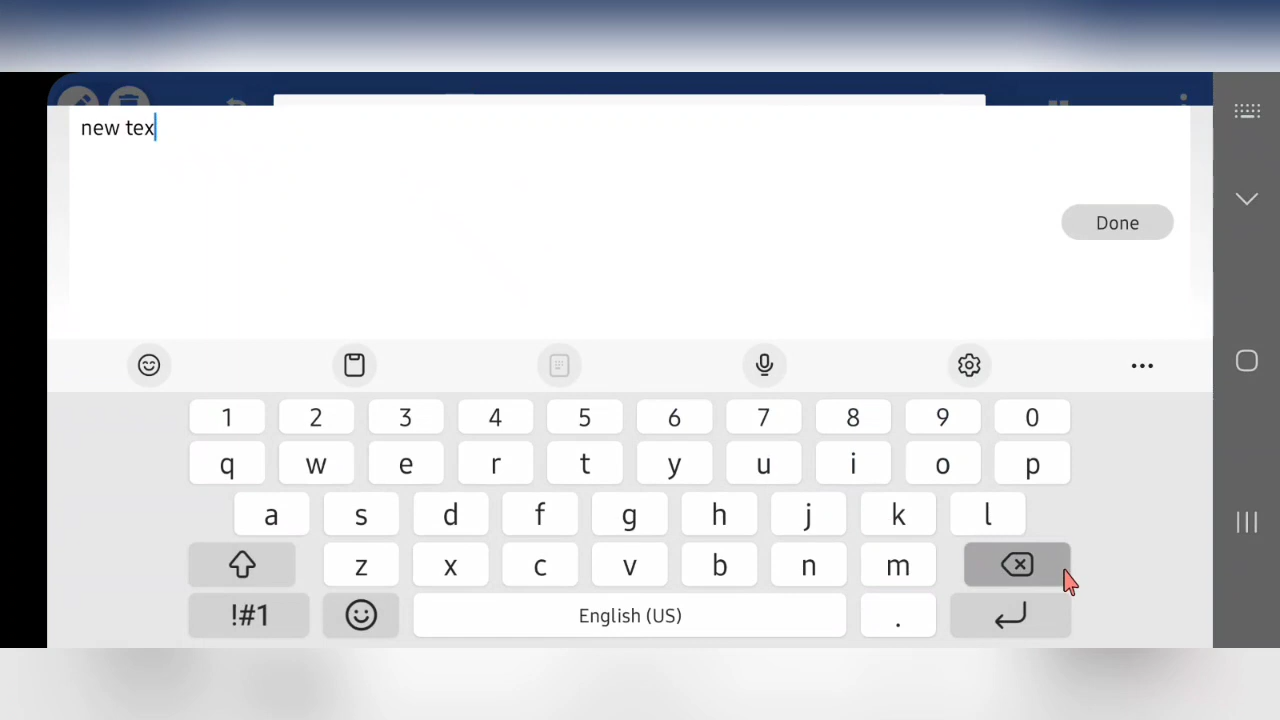 new tex
Done
1 2 3 4 5 6 7 8 9 0
q w e r t y u i o p
a s d f g h j k l
z x c v b n m
!#1 English (US) .